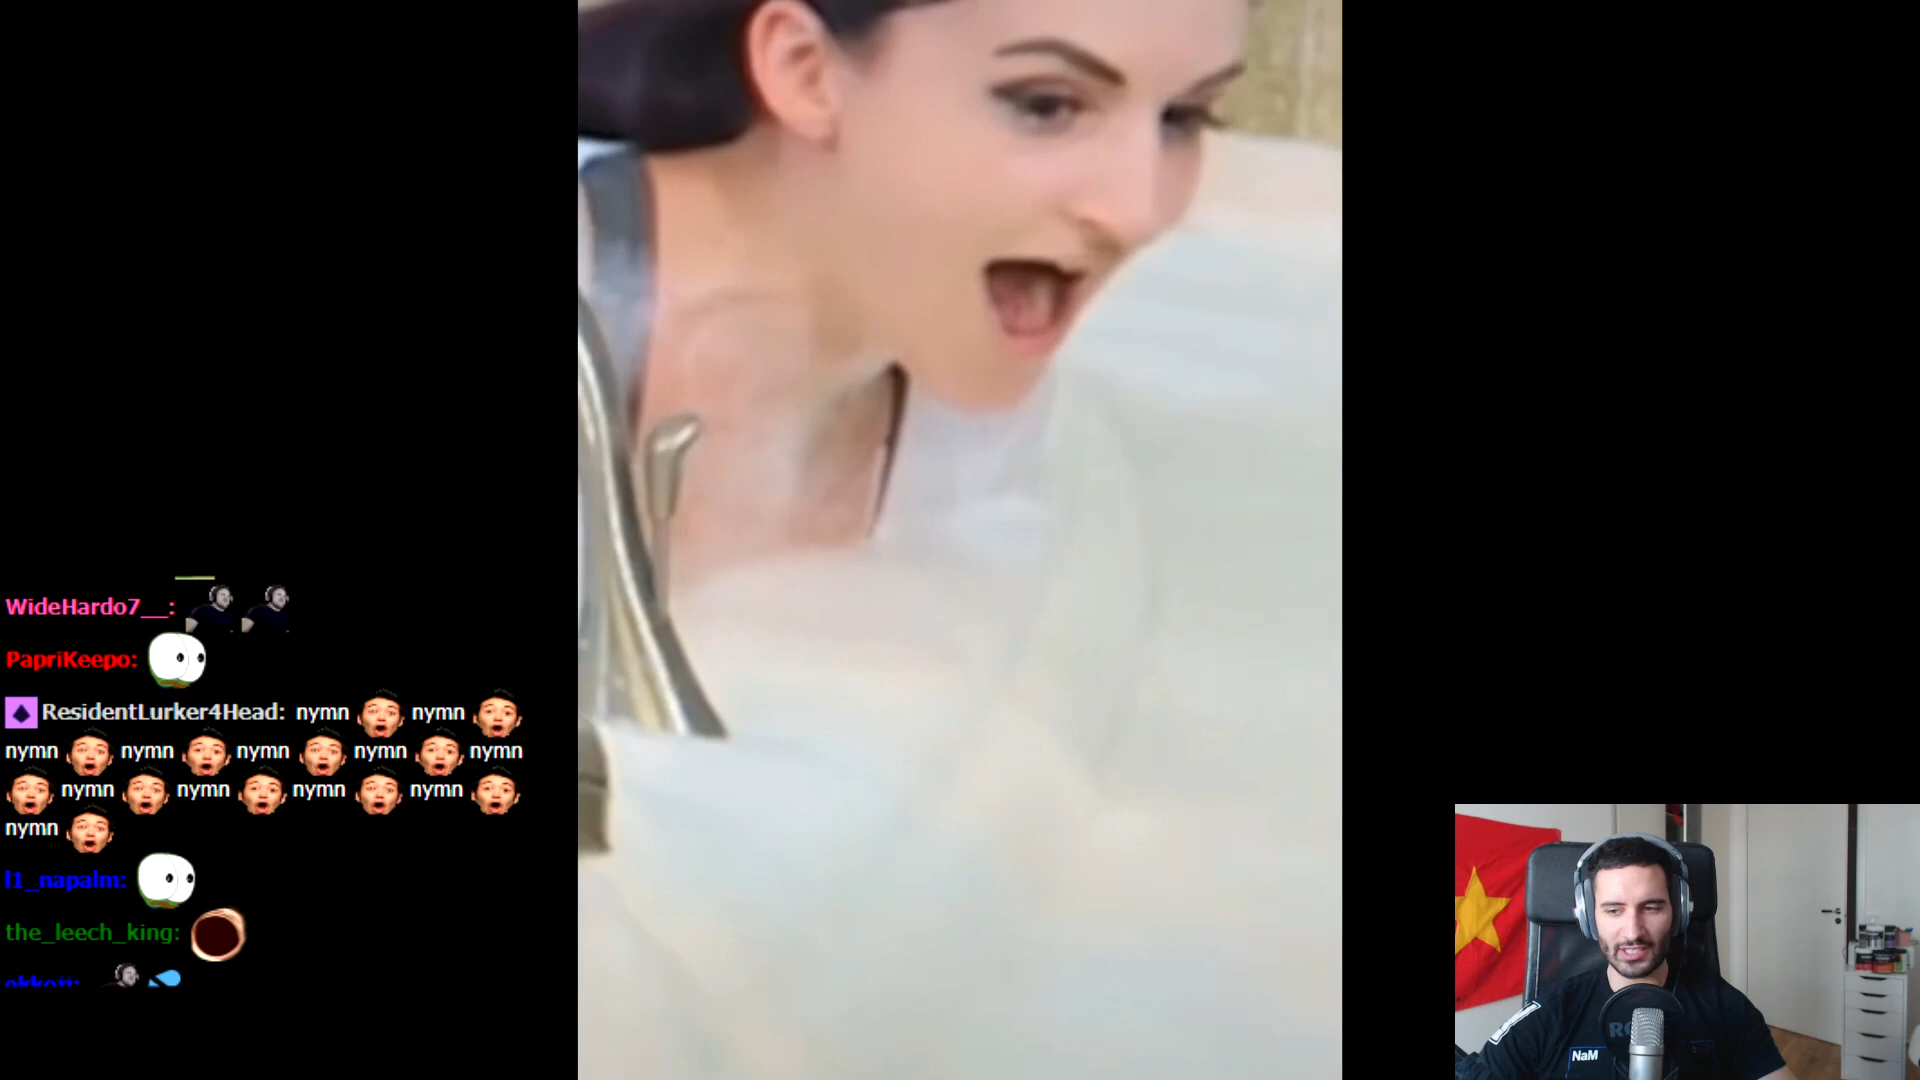 WideHardo7__:
PapriKeepo:
ResidentLurker4Head: nymn nymn
nymn nymn nymn nymn nymn
nymn nymn nymn nymn
nymn
l1_napalm:
the_leech_king:
NaM